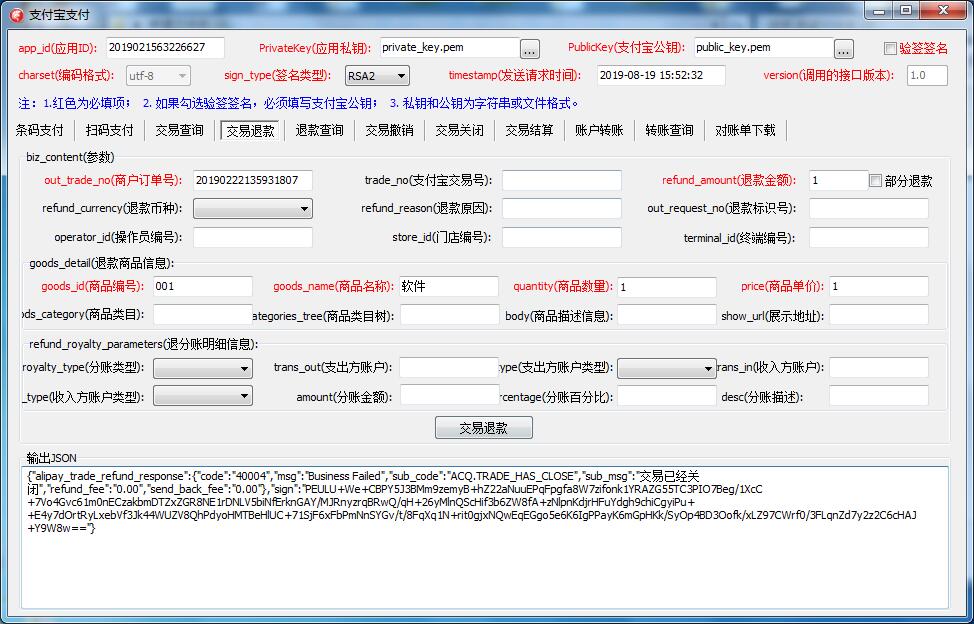 支付宝支付
app_id(应用ID): 2019021563226627 PrivateKey(应用私钥): private_key.pem ... PublicKey(支付宝公钥): public_key.pem ... 验签签名
charset(编码格式): utf-8 sign_type(签名类型): RSA2 timestamp(发送请求时间): 2019-08-19 15:52:32 version(调用的接口版本): 1.0
注: 1.红色为必填项; 2.如果勾选验签签名,必须填写支付宝公钥; 3.私钥和公钥为字符串或文件格式。
条码支付 扫码支付 交易查询 交易退款 退款查询 交易撤销 交易关闭 交易结算 账户转账 转账查询 对账单下载
biz_content(参数)
out_trade_no(商户订单号): 20190222135931807 trade_no(支付宝交易号): refund_amount(退款金额): 1 部分退款
refund_currency(退款币种): refund_reason(退款原因): out_request_no(退款标识号):
operator_id(操作员编号): store_id(门店编号): terminal_id(终端编号):
goods_detail(退款商品信息):
goods_id(商品编号): 001 goods_name(商品名称): 软件 quantity(商品数量): 1 price(商品单价): 1
ods_category(商品类目): ategories_tree(商品类目树): body(商品描述信息): show_url(展示地址):
refund_royalty_parameters(退分账明细信息):
royalty_type(分账类型): trans_out(支出方账户): ype(支出方账户类型): rans_in(收入方账户):
_type(收入方账户类型): amount(分账金额): rcentage(分账百分比): desc(分账描述):
交易退款
输出JSON
{"alipay_trade_refund_response":{"code":"40004","msg":"Business Failed","sub_code":"ACQ.TRADE_HAS_CLOSE","sub_msg":"交易已经关
闭","refund_fee":"0.00","send_back_fee":"0.00"},"sign":"PEULU+We+CBPY5J3BMm9zemyB+hZ22aNuuEPqFpgfa8W7zifonk1YRAZG55TC3PIO7Beg/1XcC
+7Vo4Gvc61m0nECzakbmDTZxZGR8NE1rDNLV5biNfErknGAY/MJRnyzrqBRwQ/qH+26yMlnQScHif3b6ZW8fA+zNlpnKdjrHFuYdgh9chiCgyiPu+
+E4y7dOrtRyLxebVf3Jk44WUZV8QhPdyoHMTBeHlUC+71SjF6xFbPmNnSYGv/t/8FqXq1N+rit0gjxNQwEqEGgo5e6K6IgPPayK6mGpHKk/SyOp4BD3Oofk/xLZ97CWrf0/3FLqnZd7y2z2C6cHAJ
+Y9W8w=="}